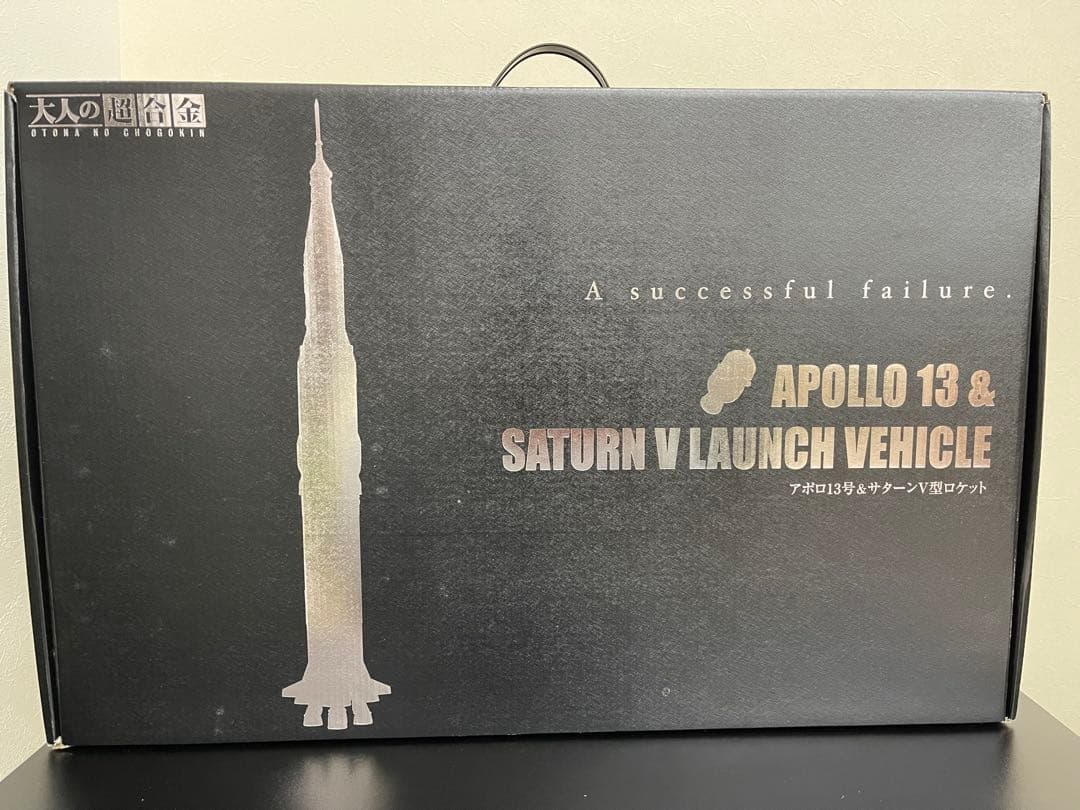 大人の超合金
OTONA NO CHOGOKIN
A successful failure.
APOLLO 13 &
SATURN V LAUNCH VEHICLE
アポロ13号&サターンV型ロケット